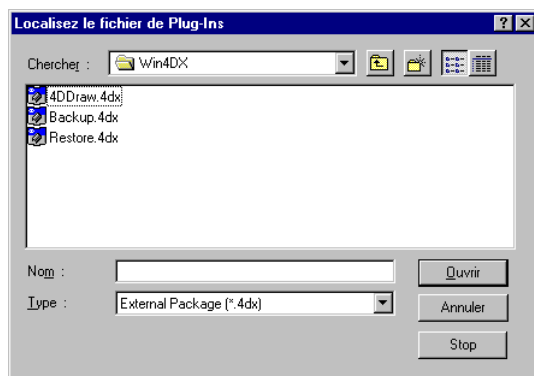 Localisez le fichier de Plug-Ins
Chercher : Win4DX
4DDraw.4dx
Backup.4dx
Restore.4dx
Nom :
Ouvrir
Type : External Package (*.4dx)
Annuler
Stop